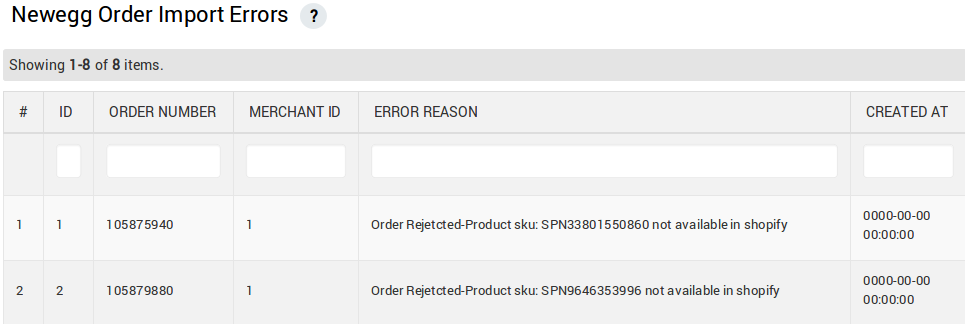 Newegg Order Import Errors ?
Showing 1-8 of 8 items.
# ID ORDER NUMBER MERCHANT ID ERROR REASON CREATED AT
1 1 105875940 1 Order Rejetcted-Product sku: SPN33801550860 not available in shopify 0000-00-00
00:00:00
2 2 105879880 1 Order Rejetcted-Product sku: SPN9646353996 not available in shopify 0000-00-00
00:00:00